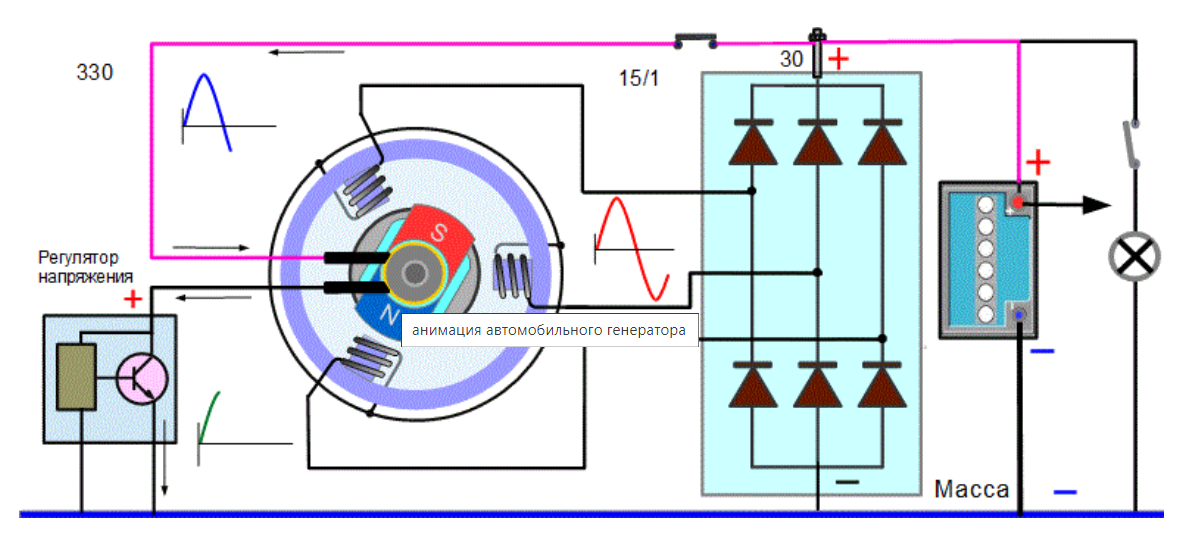 330
15/1
30 +
+
S
Регулятор
напряжения
+
N
анимация автомобильного генератора
−
−
Масса −